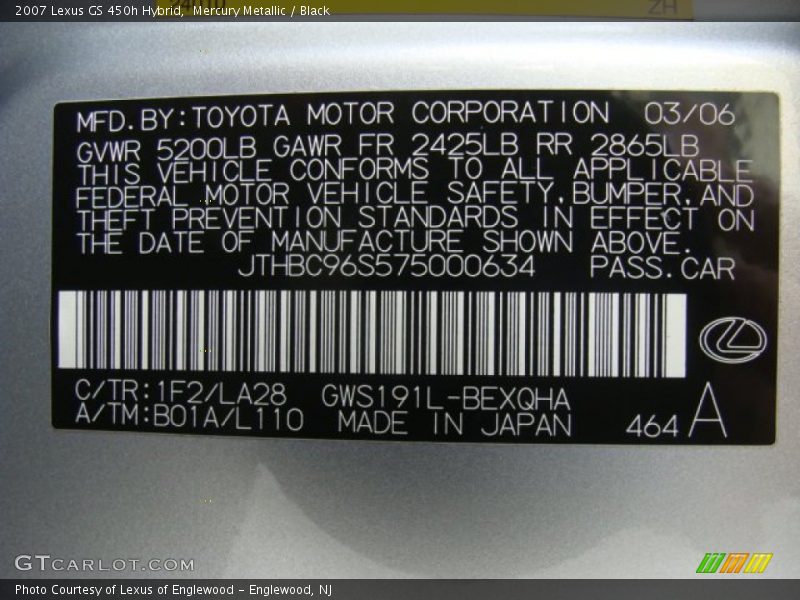 2007 Lexus GS 450h Hybrid, Mercury Metallic / Black
24010 ZH
MFD.BY:TOYOTA MOTOR CORPORATION 03/06
GVWR 5200LB GAWR FR 2425LB RR 2865LB
THIS VEHICLE CONFORMS TO ALL APPLICABLE
FEDERAL MOTOR VEHICLE SAFETY,BUMPER,AND
THEFT PREVENTION STANDARDS IN EFFECT ON
THE DATE OF MANUFACTURE SHOWN ABOVE.
JTHBC96S575000634 PASS.CAR
C/TR:1F2/LA28 GWS191L-BEXQHA
A/TM:B01A/L110 MADE IN JAPAN 464 A
GTCARLOT.COM
Photo Courtesy of Lexus of Englewood - Englewood, NJ